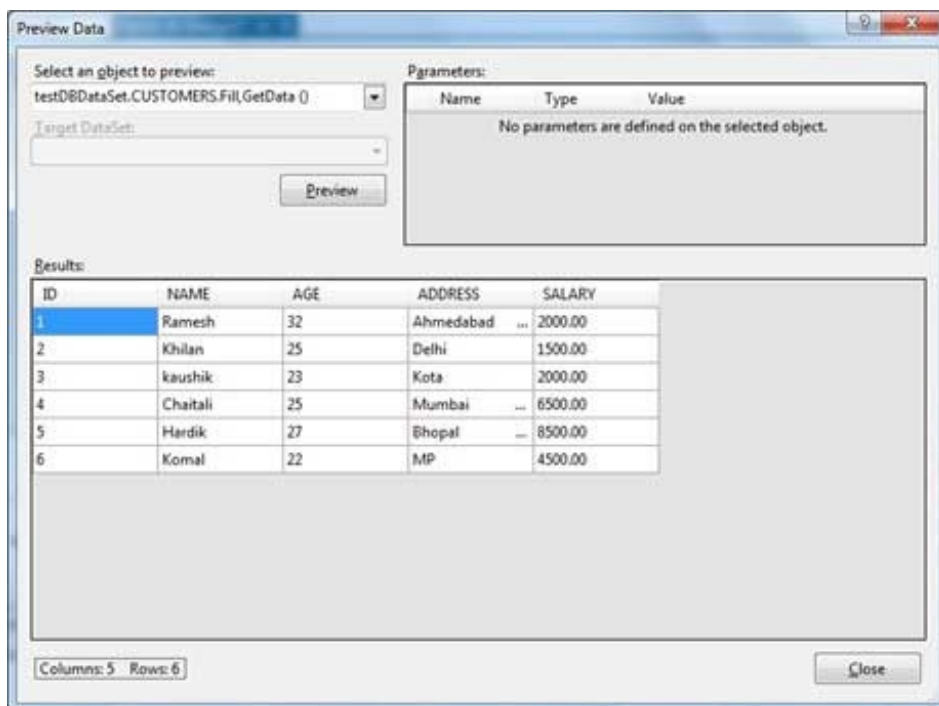 Preview Data
Select an object to preview:
testDBDataSet.CUSTOMERS.Fill,GetData ()
Target DataSet:
Preview
Parameters:
Name Type Value
No parameters are defined on the selected object.
Results:
ID NAME AGE ADDRESS SALARY
1 Ramesh 32 Ahmedabad ... 2000.00
2 Khilan 25 Delhi 1500.00
3 kaushik 23 Kota 2000.00
4 Chaitali 25 Mumbai ... 6500.00
5 Hardik 27 Bhopal ... 8500.00
6 Komal 22 MP 4500.00
Columns: 5 Rows: 6
Close